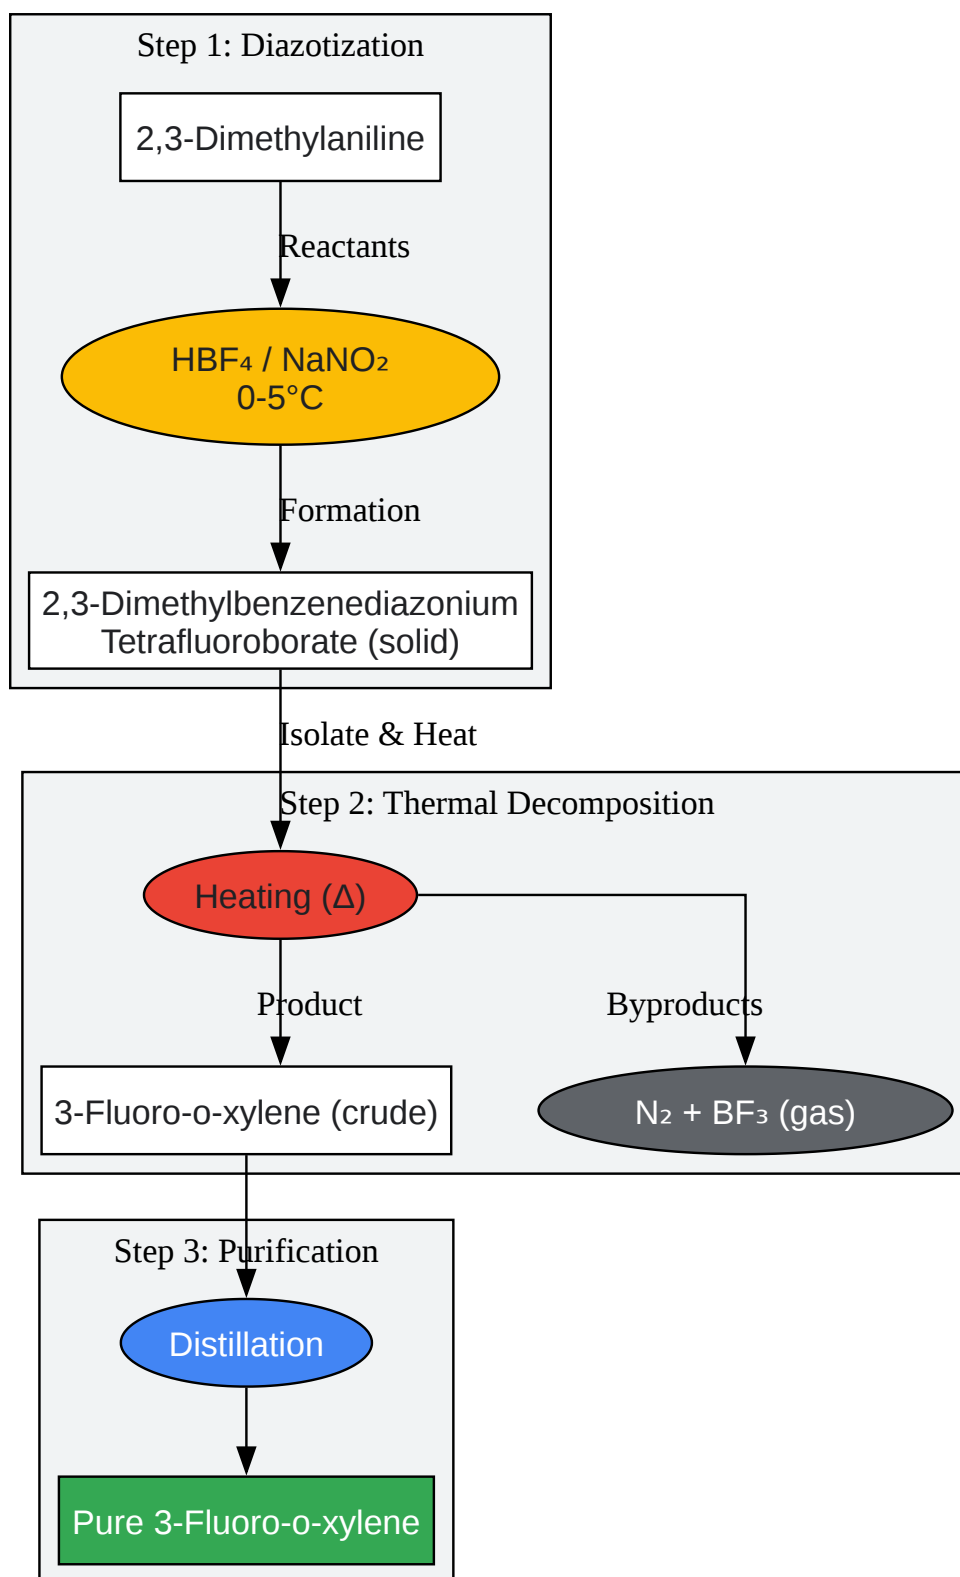 Step 1: Diazotization
2,3-Dimethylaniline
Reactants
HBF₄ / NaNO₂
0-5°C
Formation
2,3-Dimethylbenzenediazonium
Tetrafluoroborate (solid)
Isolate & Heat
Step 2: Thermal Decomposition
Heating (Δ)
Product
Byproducts
3-Fluoro-o-xylene (crude)
N₂ + BF₃ (gas)
Step 3: Purification
Distillation
Pure 3-Fluoro-o-xylene